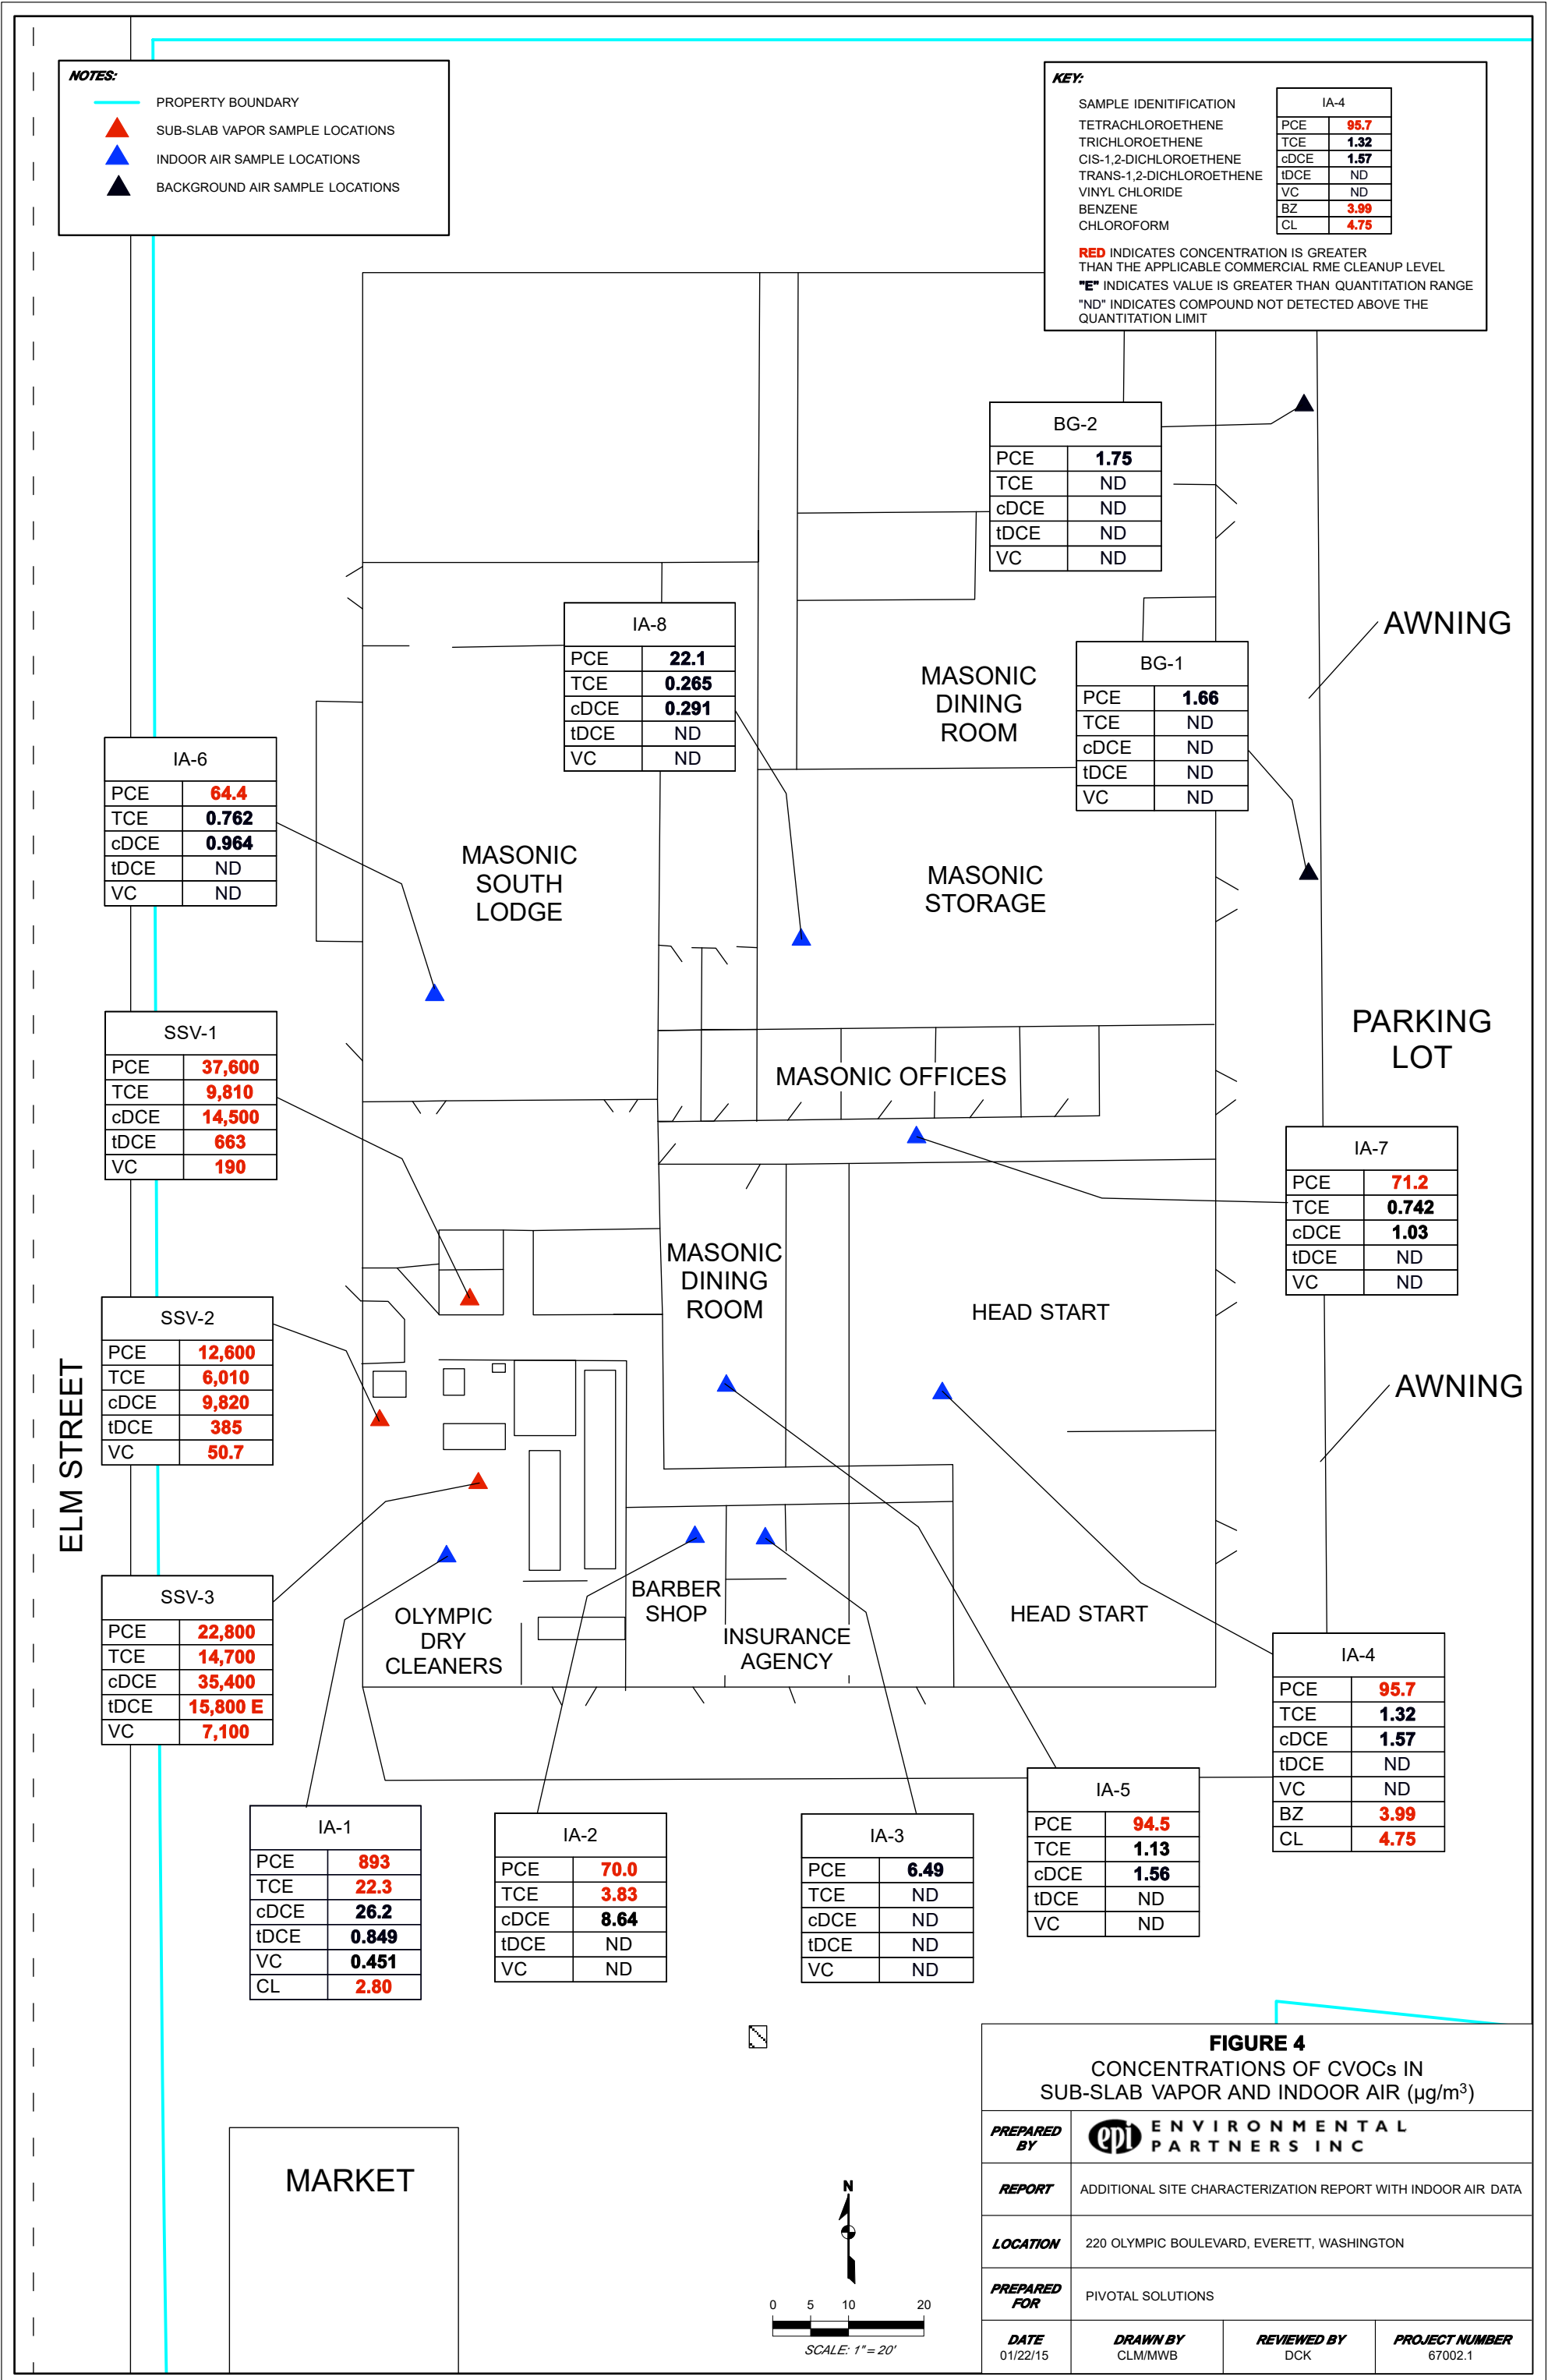 NOTES:
PROPERTY BOUNDARY
SUB-SLAB VAPOR SAMPLE LOCATIONS
INDOOR AIR SAMPLE LOCATIONS
BACKGROUND AIR SAMPLE LOCATIONS
KEY:
SAMPLE IDENITIFICATION IA-4
TETRACHLOROETHENE PCE 95.7
TRICHLOROETHENE TCE 1.32
CIS-1,2-DICHLOROETHENE cDCE 1.57
TRANS-1,2-DICHLOROETHENE tDCE ND
VINYL CHLORIDE VC ND
BENZENE BZ 3.99
CHLOROFORM CL 4.75
RED INDICATES CONCENTRATION IS GREATER
THAN THE APPLICABLE COMMERCIAL RME CLEANUP LEVEL
"E" INDICATES VALUE IS GREATER THAN QUANTITATION RANGE
"ND" INDICATES COMPOUND NOT DETECTED ABOVE THE
QUANTITATION LIMIT
BG-2
PCE 1.75
TCE ND
cDCE ND
tDCE ND
VC ND
AWNING
IA-8
PCE 22.1
TCE 0.265
cDCE 0.291
tDCE ND
VC ND
MASONIC
DINING
ROOM
BG-1
PCE 1.66
TCE ND
cDCE ND
tDCE ND
VC ND
IA-6
PCE 64.4
TCE 0.762
cDCE 0.964
tDCE ND
VC ND
MASONIC
SOUTH
LODGE
MASONIC
STORAGE
SSV-1
PCE 37,600
TCE 9,810
cDCE 14,500
tDCE 663
VC 190
MASONIC OFFICES
PARKING
LOT
IA-7
PCE 71.2
TCE 0.742
cDCE 1.03
tDCE ND
VC ND
MASONIC
DINING
ROOM
HEAD START
SSV-2
PCE 12,600
TCE 6,010
cDCE 9,820
tDCE 385
VC 50.7
ELM STREET
AWNING
SSV-3
PCE 22,800
TCE 14,700
cDCE 35,400
tDCE 15,800 E
VC 7,100
OLYMPIC
DRY
CLEANERS
BARBER
SHOP
INSURANCE
AGENCY
HEAD START
IA-4
PCE 95.7
TCE 1.32
cDCE 1.57
tDCE ND
VC ND
BZ 3.99
CL 4.75
IA-1
PCE 893
TCE 22.3
cDCE 26.2
tDCE 0.849
VC 0.451
CL 2.80
IA-2
PCE 70.0
TCE 3.83
cDCE 8.64
tDCE ND
VC ND
IA-3
PCE 6.49
TCE ND
cDCE ND
tDCE ND
VC ND
IA-5
PCE 94.5
TCE 1.13
cDCE 1.56
tDCE ND
VC ND
MARKET
N
0 5 10 20
SCALE: 1" = 20'
FIGURE 4
CONCENTRATIONS OF CVOCs IN
SUB-SLAB VAPOR AND INDOOR AIR (µg/m³)
PREPARED
BY
epi ENVIRONMENTAL
PARTNERS INC
REPORT ADDITIONAL SITE CHARACTERIZATION REPORT WITH INDOOR AIR DATA
LOCATION 220 OLYMPIC BOULEVARD, EVERETT, WASHINGTON
PREPARED
FOR
PIVOTAL SOLUTIONS
DATE DRAWN BY REVIEWED BY PROJECT NUMBER
01/22/15 CLM/MWB DCK 67002.1